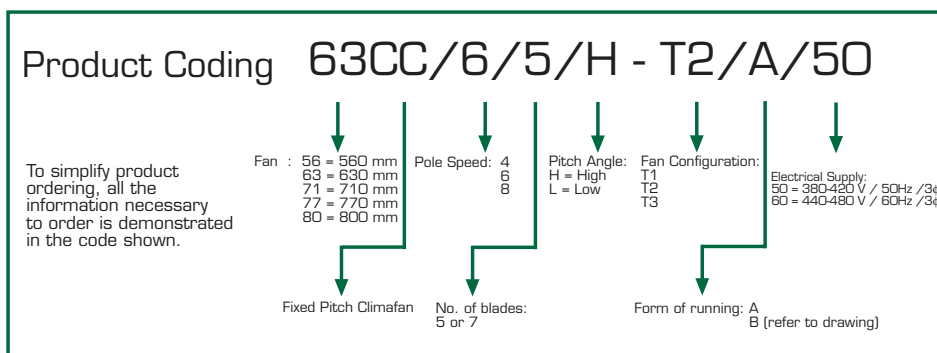 Product Coding 63CC/6/5/H - T2/A/50
To simplify product
ordering, all the
information necessary
to order is demonstrated
in the code shown.
Fan : 56 = 560 mm
63 = 630 mm
71 = 710 mm
77 = 770 mm
80 = 800 mm
Pole Speed: 4
6
8
Pitch Angle:
H = High
L = Low
Fan Configuration:
T1
T2
T3
Electrical Supply:
50 = 380-420 V / 50Hz /3ϕ
60 = 440-480 V / 60Hz /3ϕ
Fixed Pitch Climafan
No. of blades:
5 or 7
Form of running: A
B (refer to drawing)